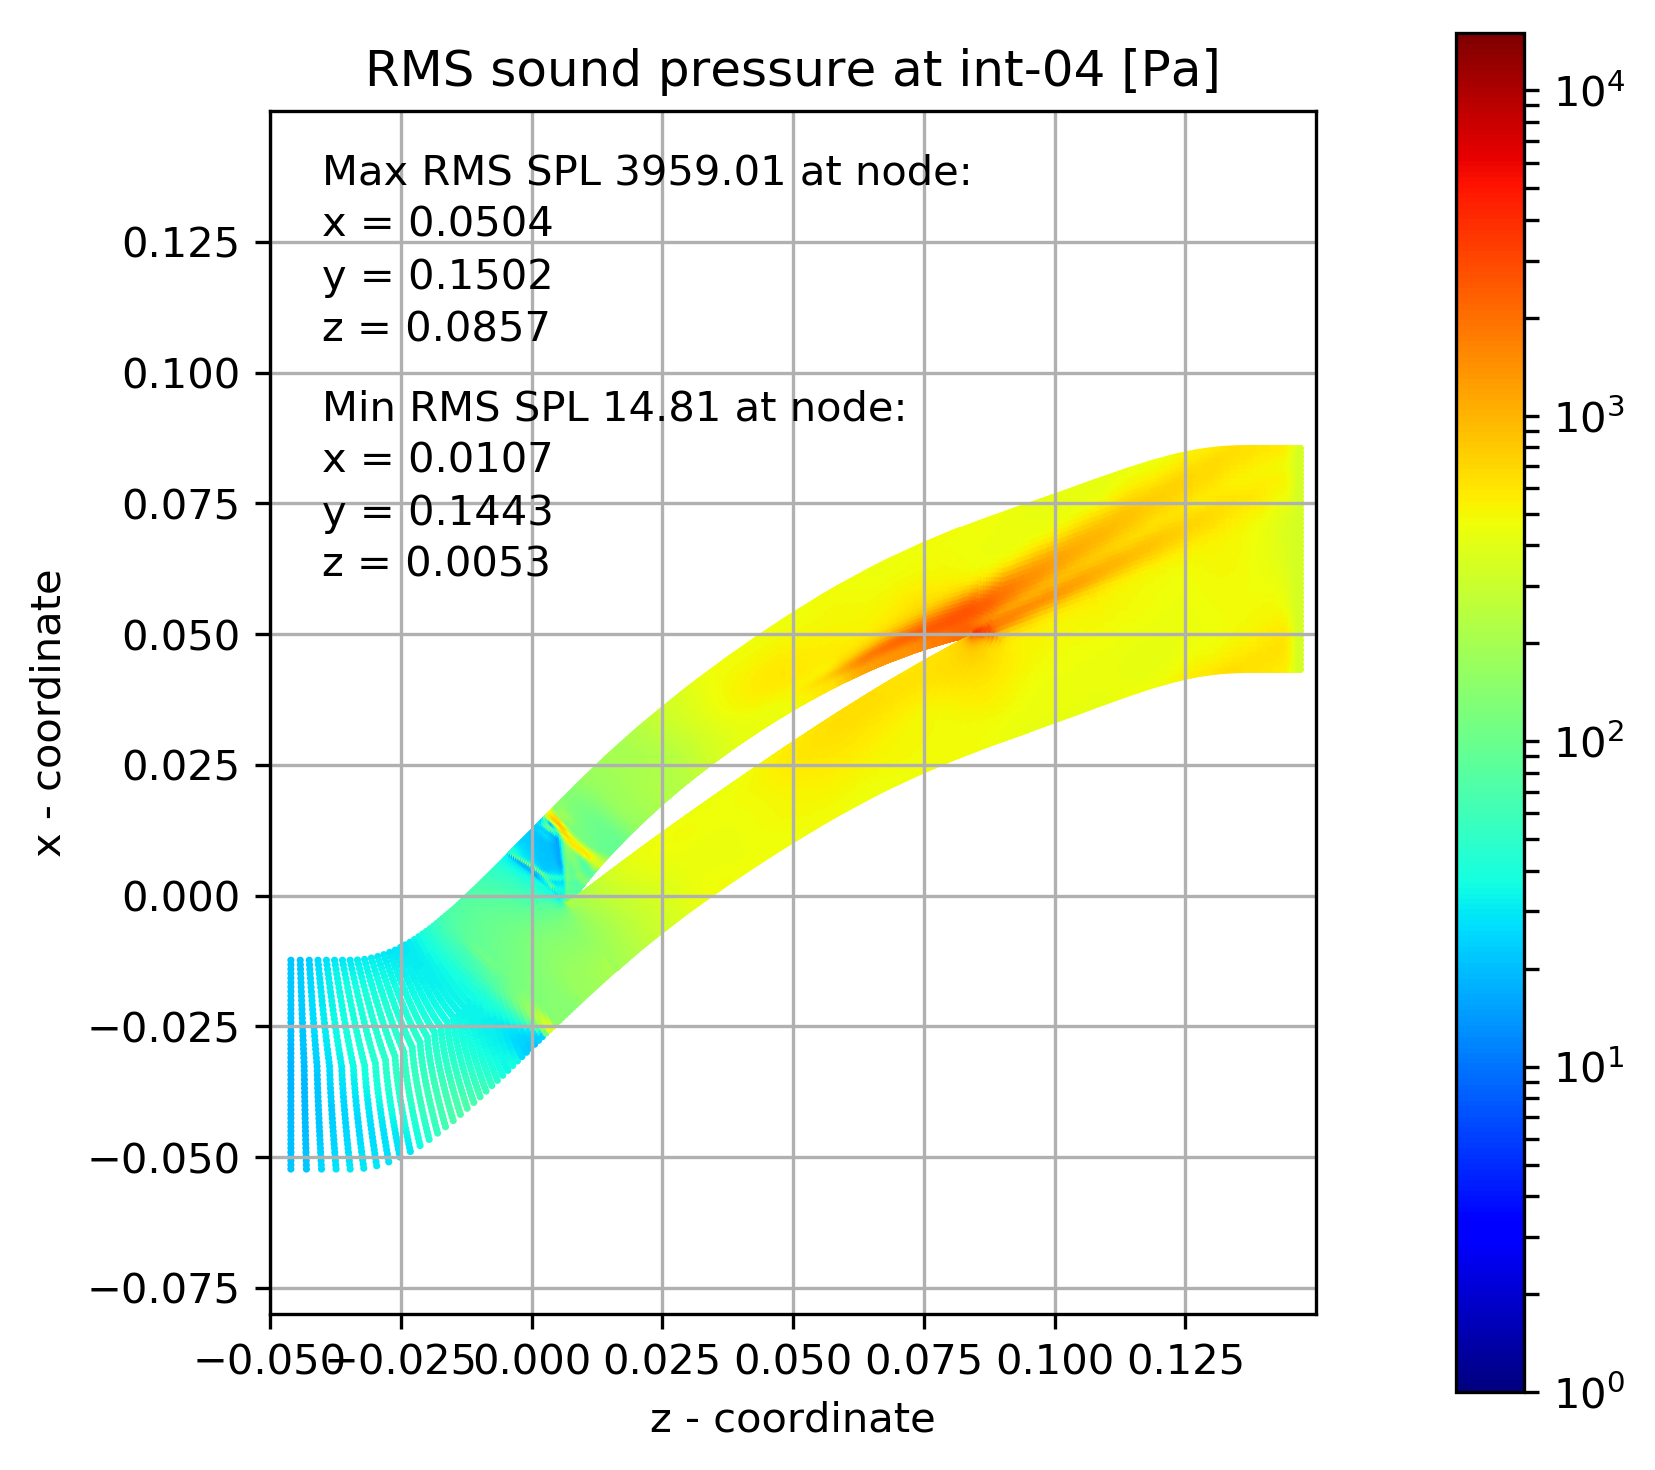 RMS sound pressure at int-04 [Pa]
Max RMS SPL 3959.01 at node:
x = 0.0504
y = 0.1502
z = 0.0857
Min RMS SPL 14.81 at node:
x = 0.0107
y = 0.1443
z = 0.0053
x - coordinate
0.125
0.100
0.075
0.050
0.025
0.000
−0.025
−0.050
−0.075
−0.050
−0.025
0.000
0.025
0.050
0.075
0.100
0.125
z - coordinate
10⁴
10³
10²
10¹
10⁰